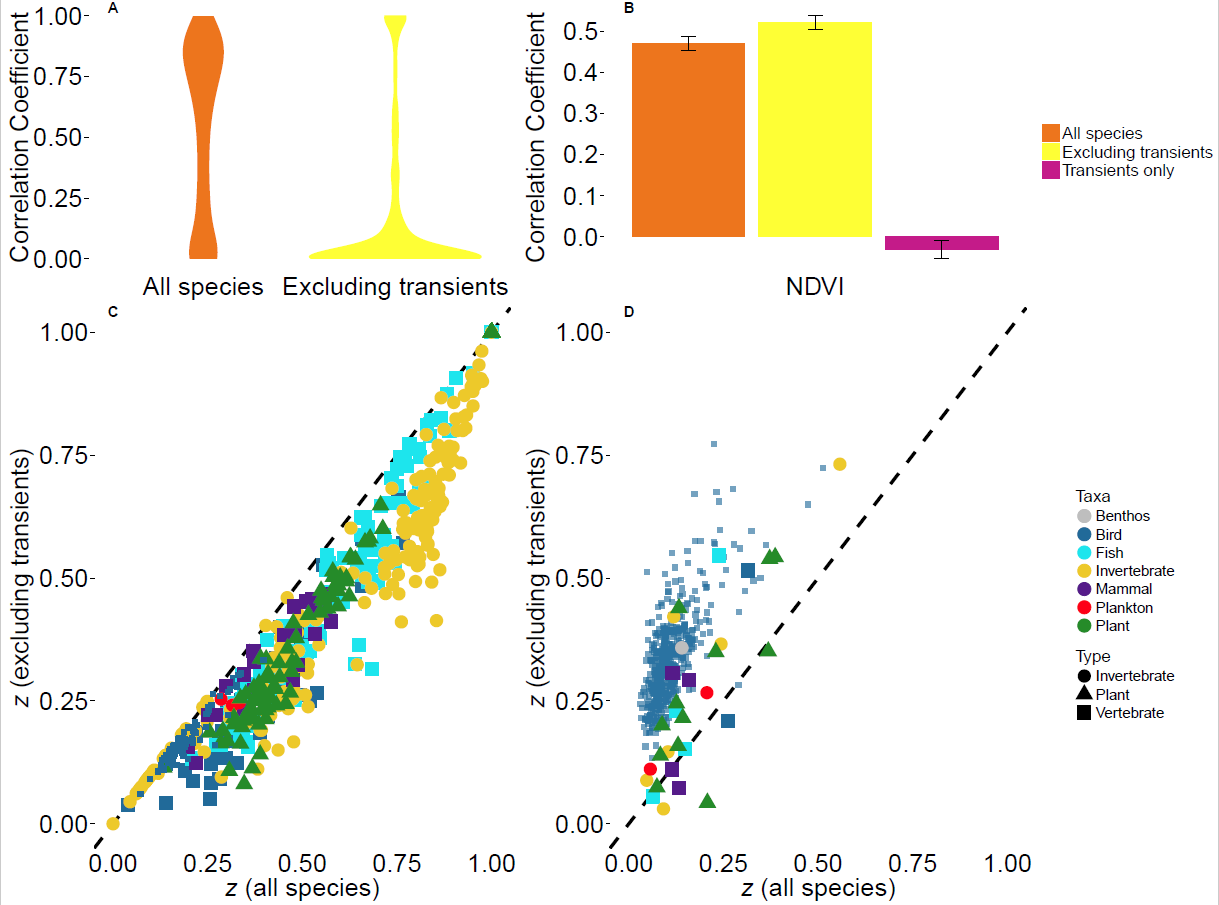 A
Correlation Coefficient
1.00
0.75
0.50
0.25
0.00
All species
Excluding transients
B
Correlation Coefficient
0.5
0.4
0.3
0.2
0.1
0.0
NDVI
All species
Excluding transients
Transients only
C
z (excluding transients)
1.00
0.75
0.50
0.25
0.00
0.00 0.25 0.50 0.75 1.00
z (all species)
D
z (excluding transients)
1.00
0.75
0.50
0.25
0.00
0.00 0.25 0.50 0.75 1.00
z (all species)
Taxa
Benthos
Bird
Fish
Invertebrate
Mammal
Plankton
Plant
Type
Invertebrate
Plant
Vertebrate